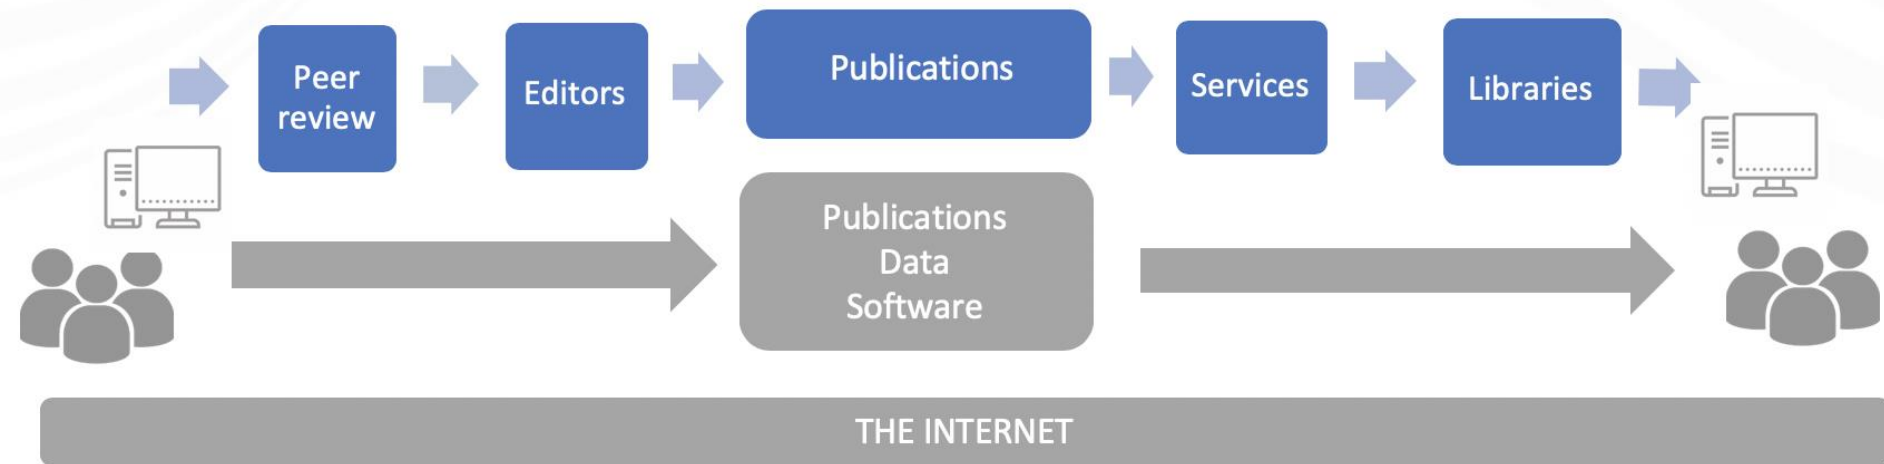 Peer
review
Editors
Publications
Services
Libraries
Publications
Data
Software
THE INTERNET